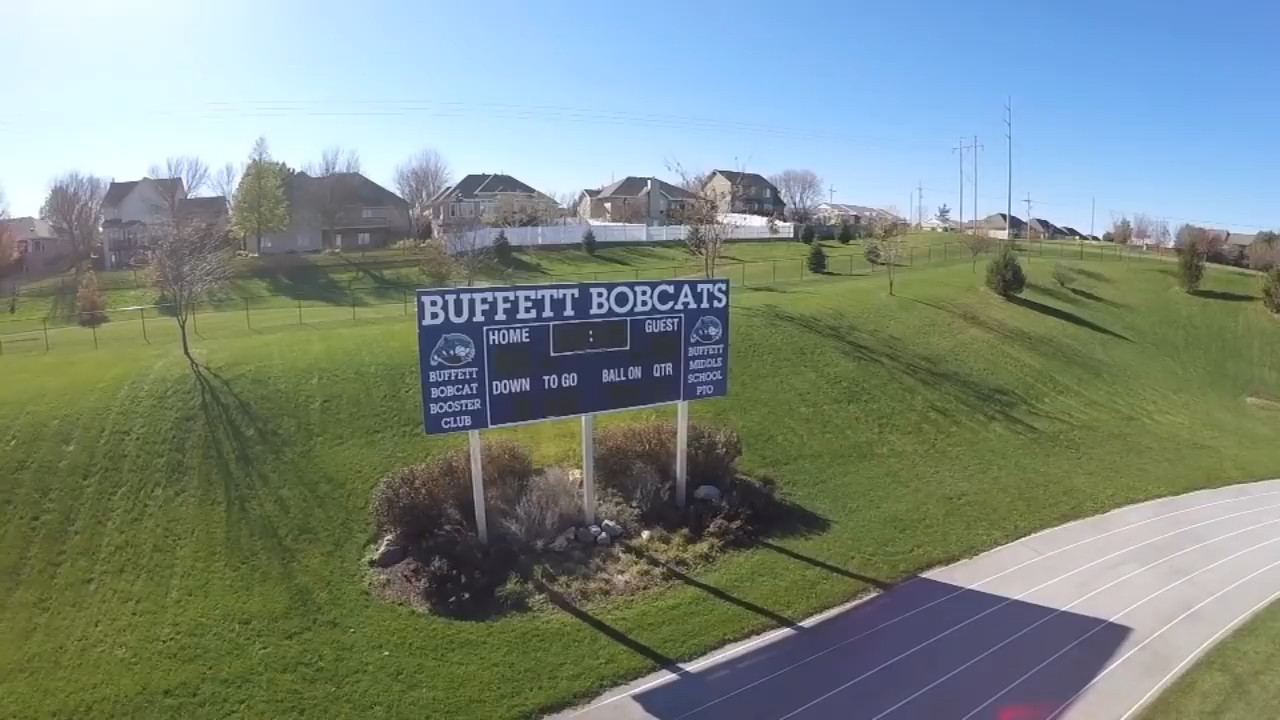 BUFFETT BOBCATS
HOME : GUEST
DOWN TO GO BALL ON QTR
BUFFETT
BOBCAT
BOOSTER
CLUB
BUFFETT
MIDDLE
SCHOOL
PTO